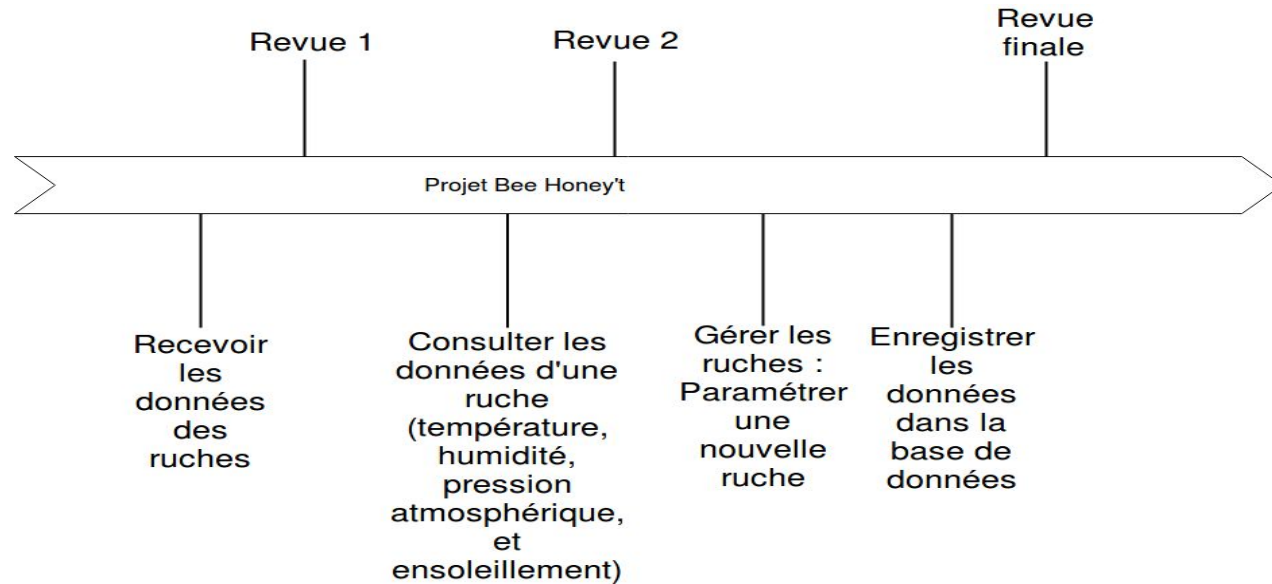 Revue 1
Revue 2
Revue
finale
Projet Bee Honey't
Recevoir
les
données
des
ruches
Consulter les
données d'une
ruche
(température,
humidité,
pression
atmosphérique,
et
ensoleillement)
Gérer les
ruches :
Paramétrer
une
nouvelle
ruche
Enregistrer
les
données
dans la
base de
données